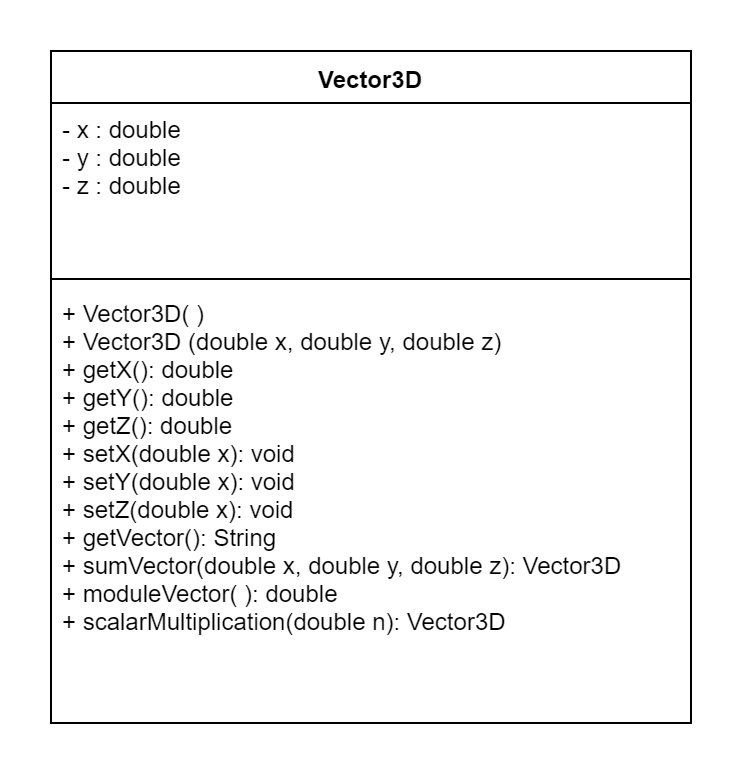 Vector3D
- x : double
- y : double
- z : double
+ Vector3D( )
+ Vector3D (double x, double y, double z)
+ getX(): double
+ getY(): double
+ getZ(): double
+ setX(double x): void
+ setY(double x): void
+ setZ(double x): void
+ getVector(): String
+ sumVector(double x, double y, double z): Vector3D
+ moduleVector( ): double
+ scalarMultiplication(double n): Vector3D